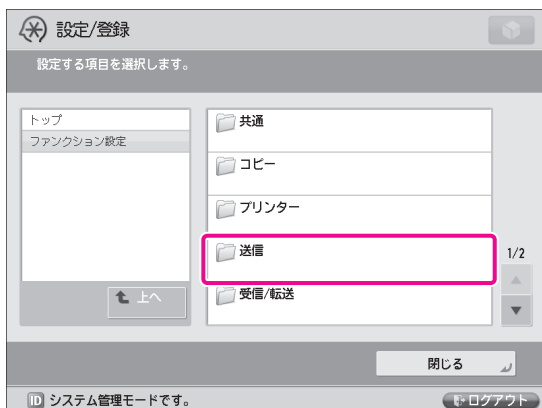 設定/登録
設定する項目を選択します。
トップ
ファンクション設定
共通
コピー
プリンター
送信
受信/転送
1/2
上へ
閉じる
ID システム管理モードです。
ログアウト